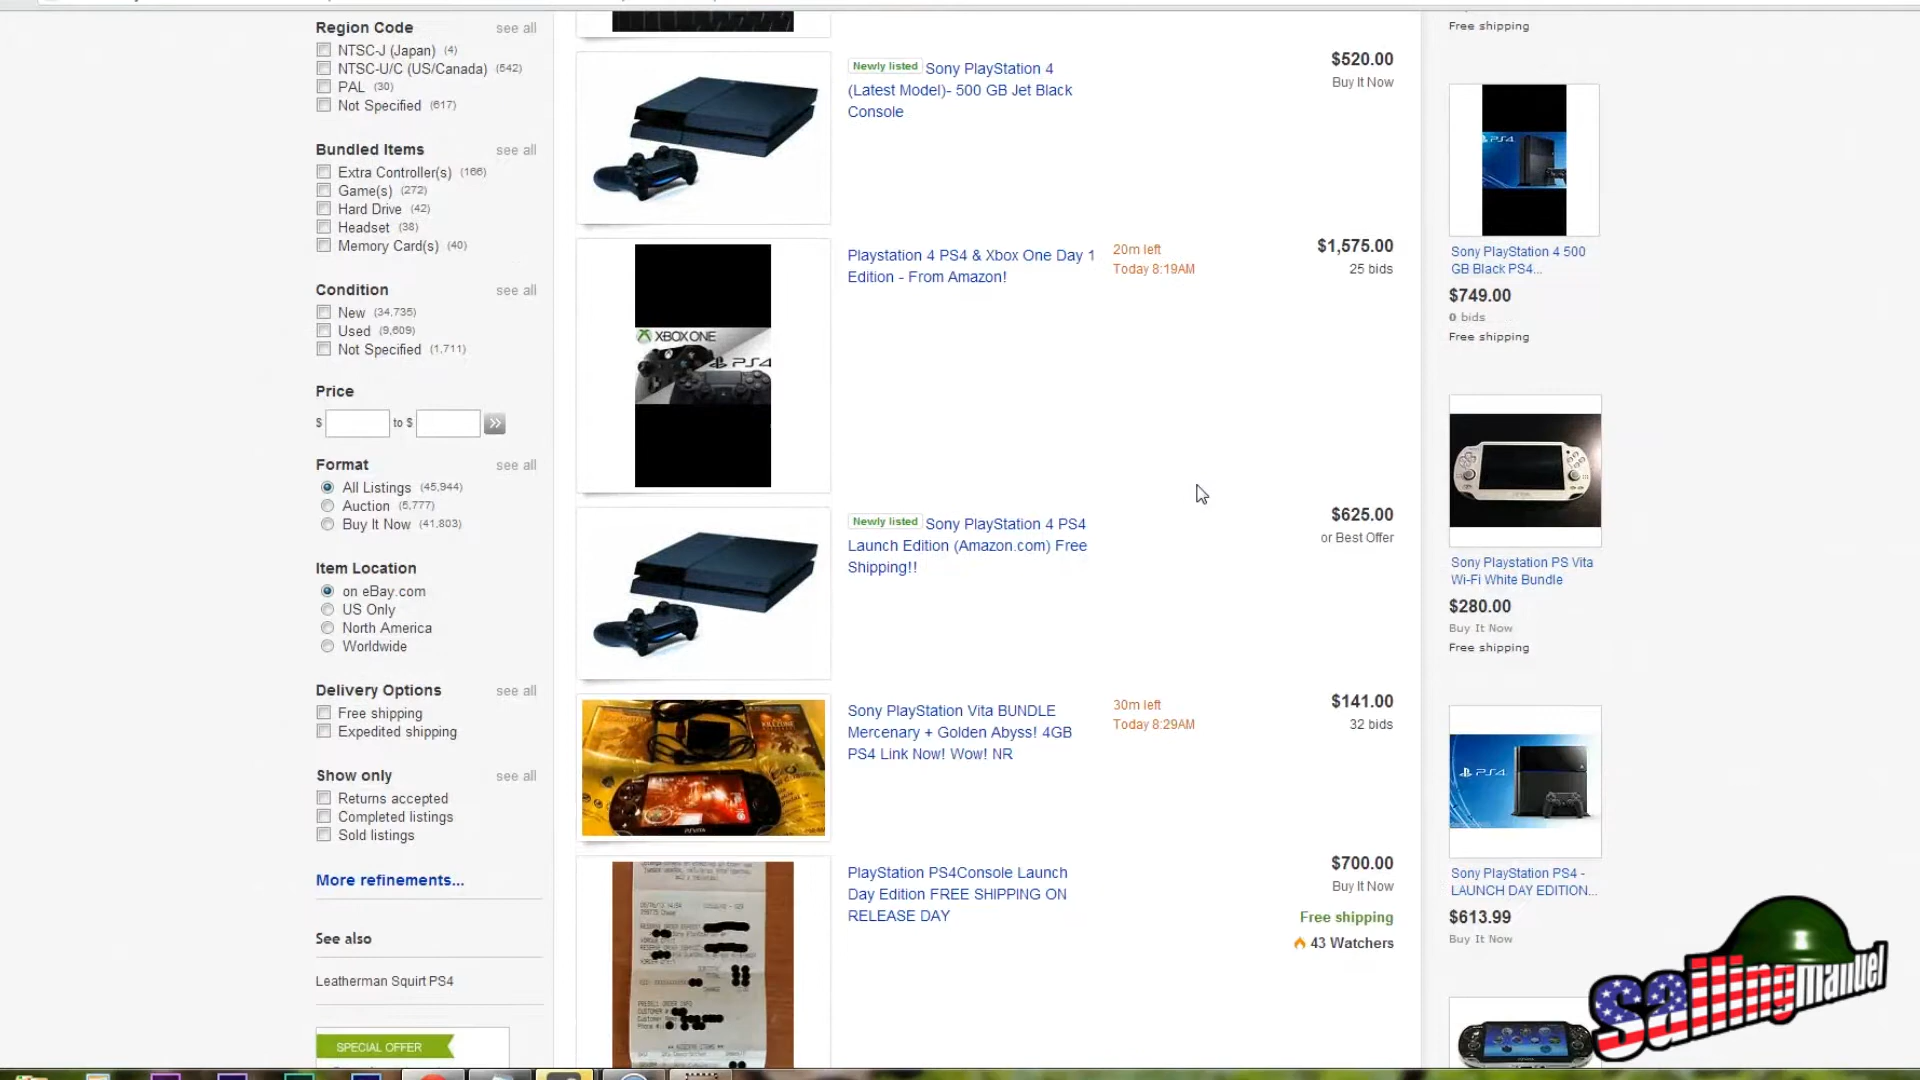 Region Code see all
NTSC-J (Japan) (4)
NTSC-U/C (US/Canada) (542)
PAL (30)
Not Specified (617)
Bundled Items see all
Extra Controller(s) (166)
Game(s) (272)
Hard Drive (42)
Headset (38)
Memory Card(s) (40)
Condition see all
New (34,735)
Used (9,609)
Not Specified (1,711)
Price
$ to $ »
Format see all
All Listings (45,944)
Auction (5,777)
Buy It Now (41,803)
Item Location
on eBay.com
US Only
North America
Worldwide
Delivery Options see all
Free shipping
Expedited shipping
Show only see all
Returns accepted
Completed listings
Sold listings
More refinements...
See also
Leatherman Squirt PS4
SPECIAL OFFER
Newly listed Sony PlayStation 4
(Latest Model)- 500 GB Jet Black
Console
$520.00
Buy It Now
XBOX ONE
PS4
Playstation 4 PS4 & Xbox One Day 1
Edition - From Amazon!
20m left
Today 8:19AM
$1,575.00
25 bids
Newly listed Sony PlayStation 4 PS4
Launch Edition (Amazon.com) Free
Shipping!!
$625.00
or Best Offer
PSVITA
Sony PlayStation Vita BUNDLE
Mercenary + Golden Abyss! 4GB
PS4 Link Now! Wow! NR
30m left
Today 8:29AM
$141.00
32 bids
PlayStation PS4Console Launch
Day Edition FREE SHIPPING ON
RELEASE DAY
$700.00
Buy It Now
Free shipping
43 Watchers
Free shipping
PS4
Sony PlayStation 4 500
GB Black PS4...
$749.00
0 bids
Free shipping
Sony Playstation PS Vita
Wi-Fi White Bundle
$280.00
Buy It Now
Free shipping
PS4
Sony PlayStation PS4 -
LAUNCH DAY EDITION...
$613.99
Buy It Now
sailingmanuel